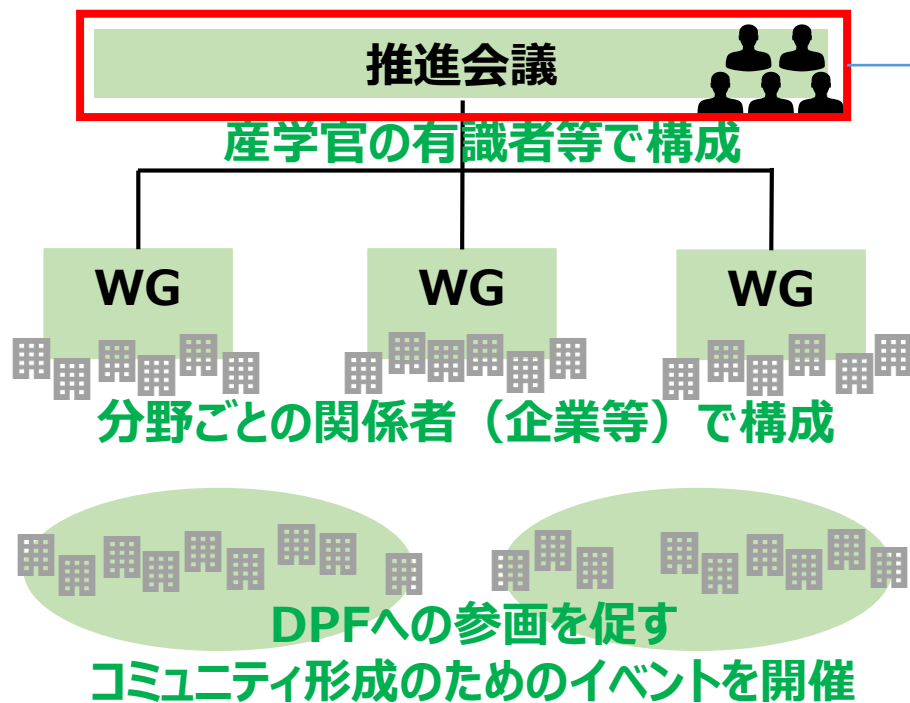 推進会議
産学官の有識者等で構成
WG
WG
WG
分野ごとの関係者（企業等）で構成
DPFへの参画を促す
コミュニティ形成のためのイベントを開催